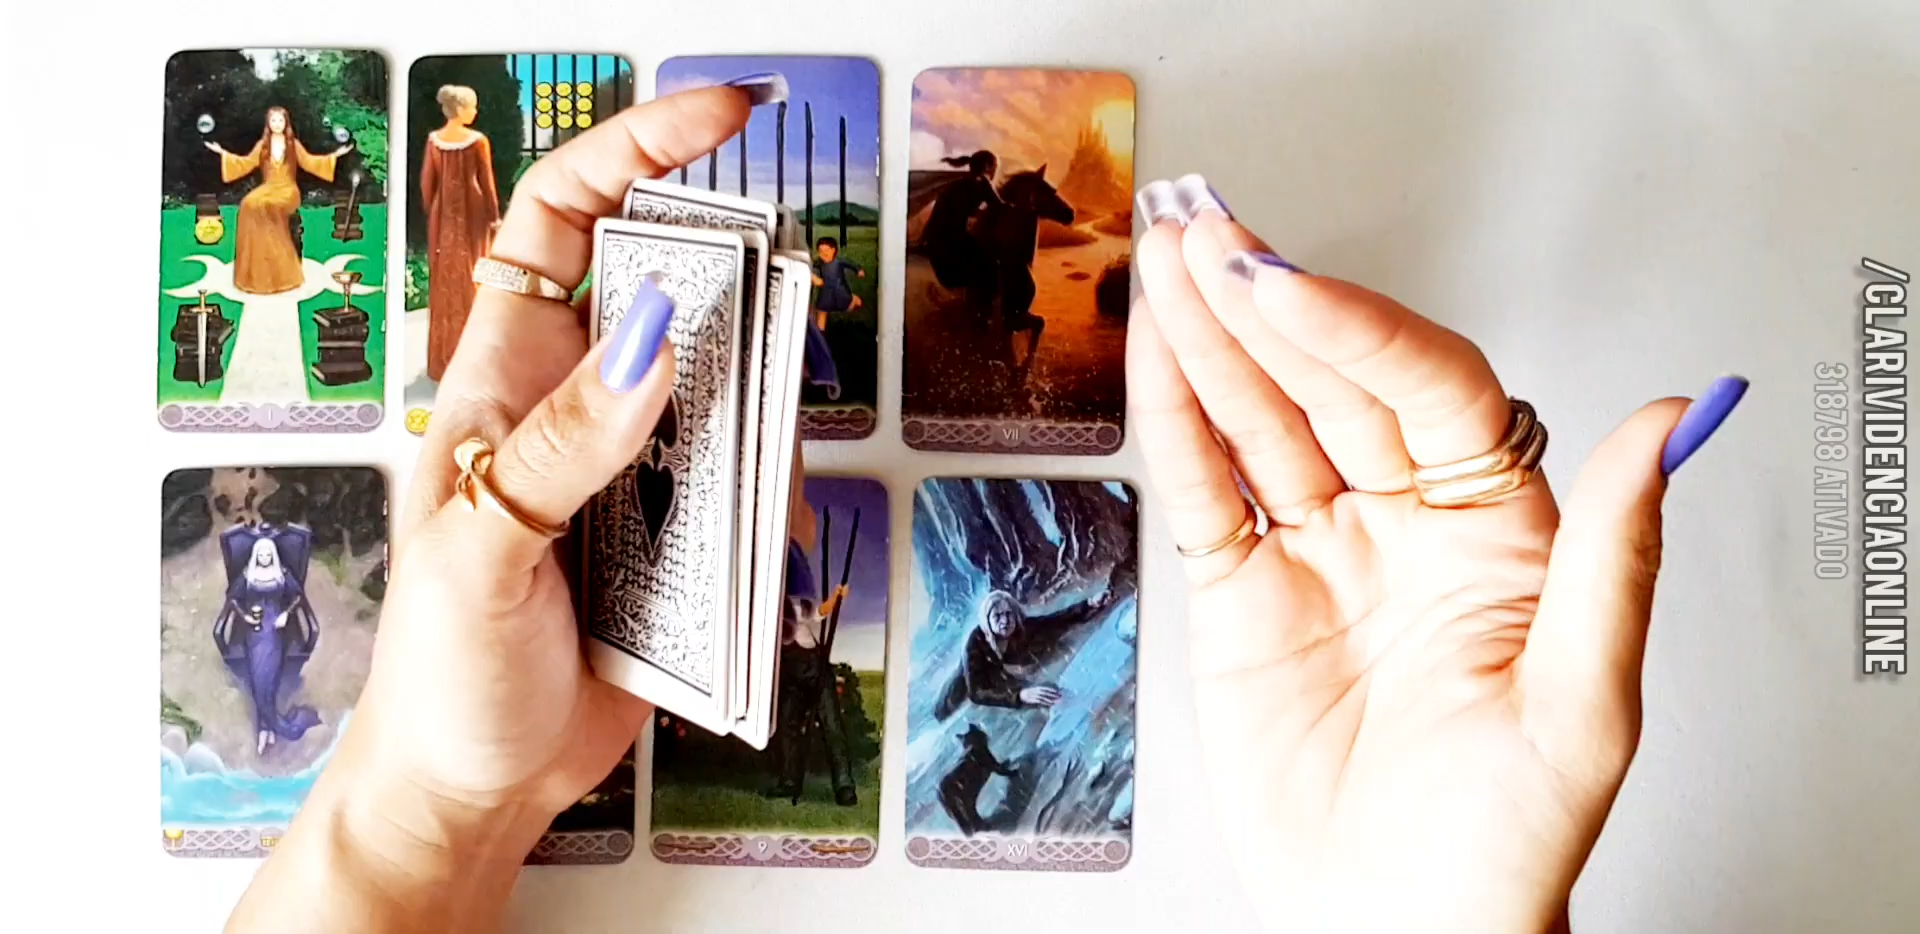 /CLARIVIDENCIAONLINE
318798 ATIVADO
I
VII
9
XVI